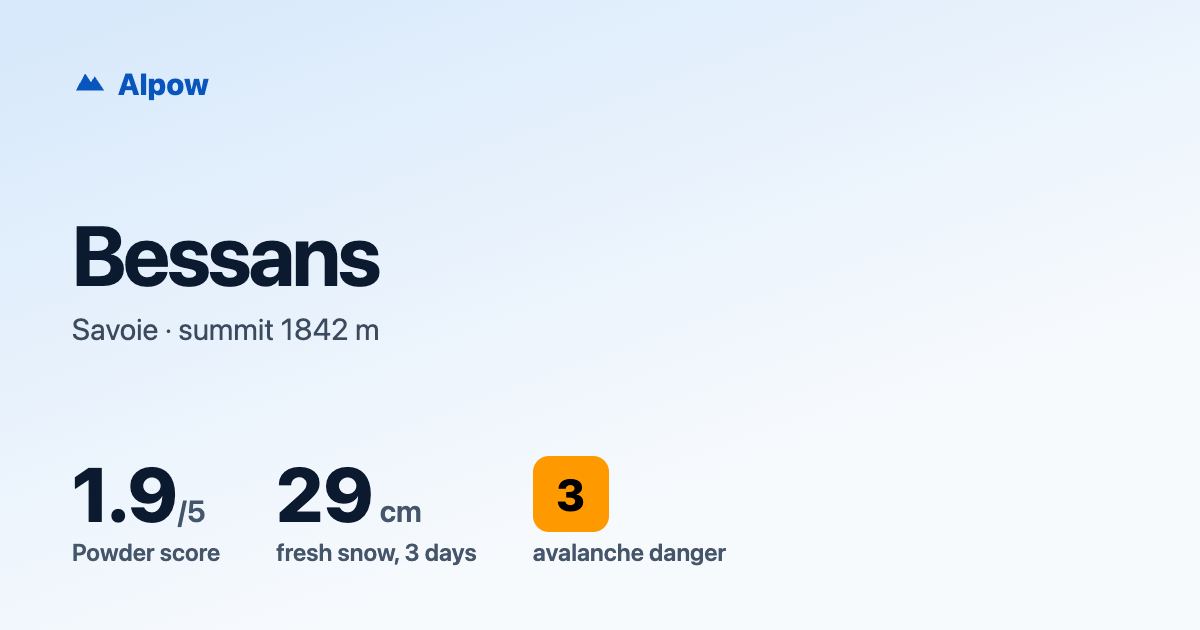 Alpow
Bessans
Savoie · summit 1842 m
1.9/5
Powder score
29 cm
fresh snow, 3 days
3
avalanche danger